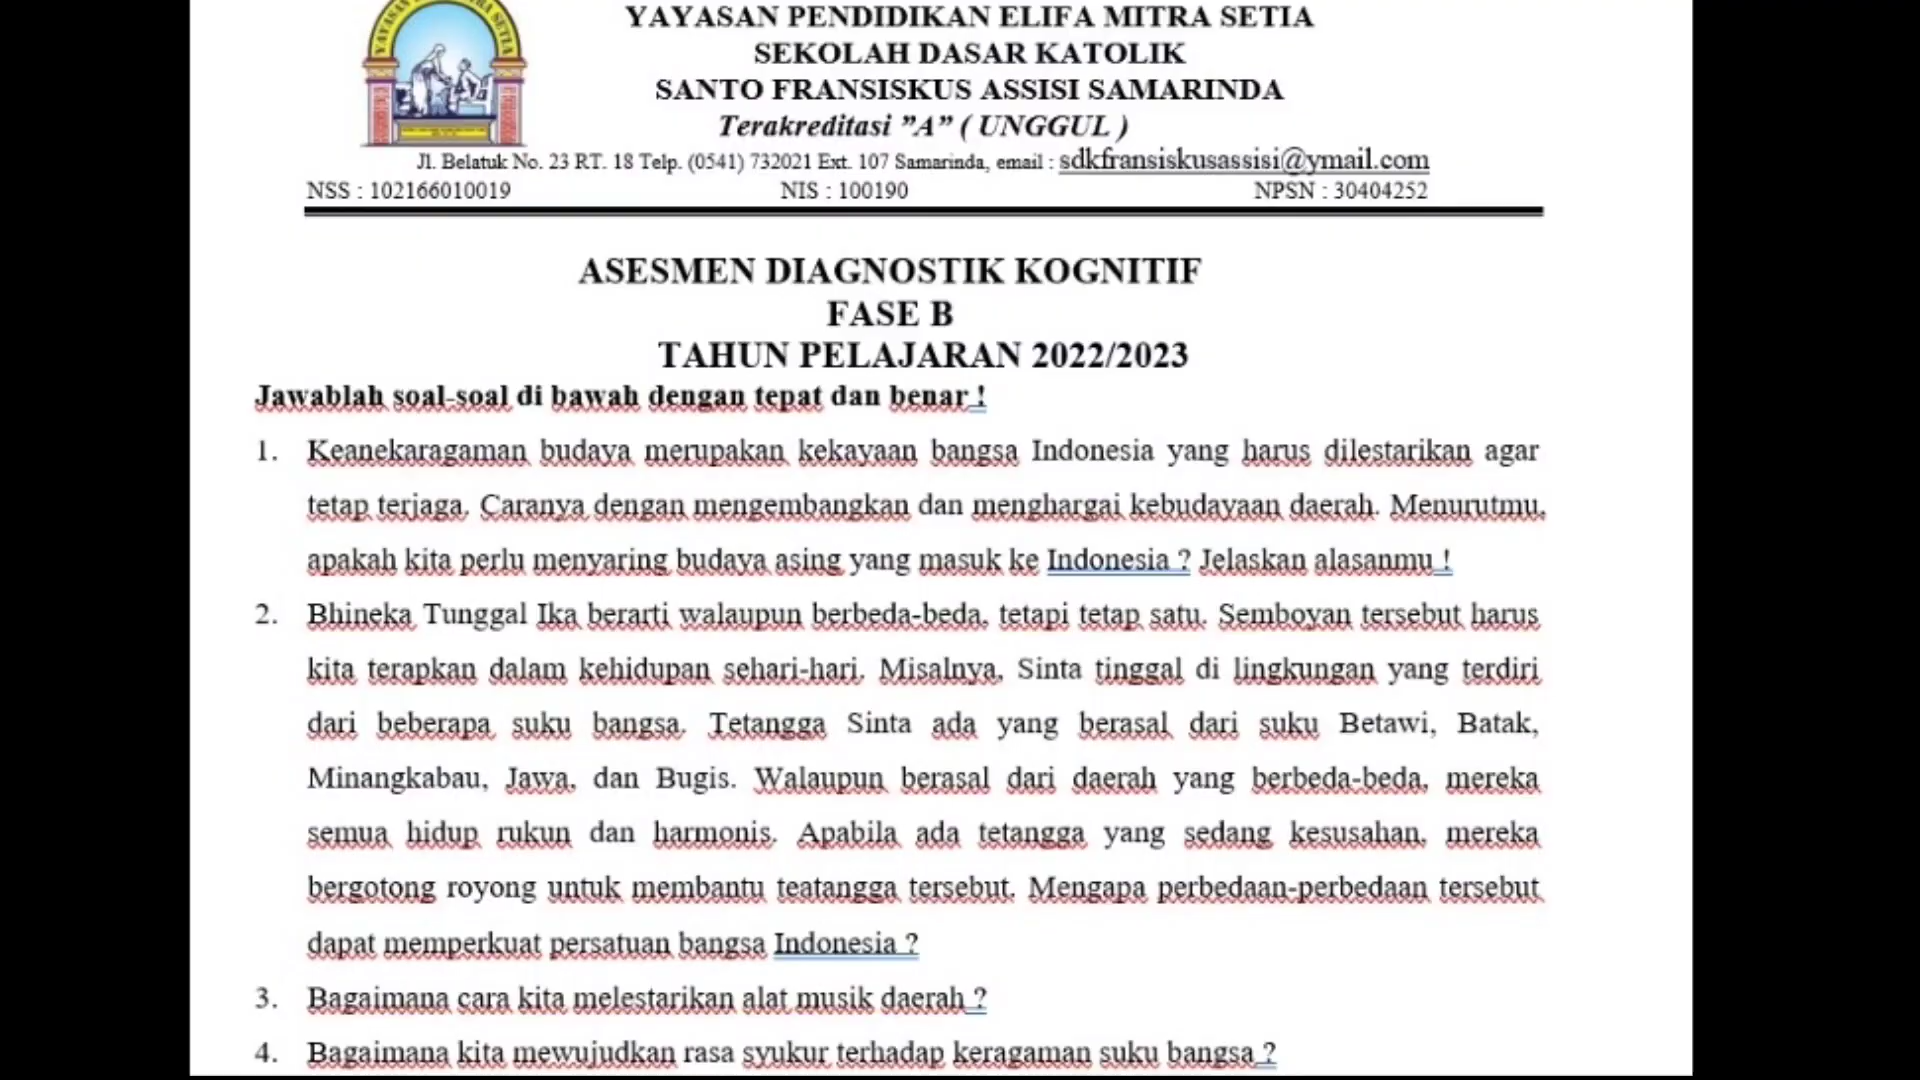 YAYASAN PENDIDIKAN ELIFA MITRA SETIA
SEKOLAH DASAR KATOLIK
SANTO FRANSISKUS ASSISI SAMARINDA
Terakreditasi ”A” ( UNGGUL )
Jl. Belatuk No. 23 RT. 18 Telp. (0541) 732021 Ext. 107 Samarinda, email : sdkfransiskusassisi@ymail.com
NSS : 102166010019 NIS : 100190 NPSN : 30404252
ASESMEN DIAGNOSTIK KOGNITIF
FASE B
TAHUN PELAJARAN 2022/2023
Jawablah soal-soal di bawah dengan tepat dan benar !
1. Keanekaragaman budaya merupakan kekayaan bangsa Indonesia yang harus dilestarikan agar
tetap terjaga. Caranya dengan mengembangkan dan menghargai kebudayaan daerah. Menurutmu,
apakah kita perlu menyaring budaya asing yang masuk ke Indonesia ? Jelaskan alasanmu !
2. Bhineka Tunggal Ika berarti walaupun berbeda-beda, tetapi tetap satu. Semboyan tersebut harus
kita terapkan dalam kehidupan sehari-hari. Misalnya, Sinta tinggal di lingkungan yang terdiri
dari beberapa suku bangsa. Tetangga Sinta ada yang berasal dari suku Betawi, Batak,
Minangkabau, Jawa, dan Bugis. Walaupun berasal dari daerah yang berbeda-beda, mereka
semua hidup rukun dan harmonis. Apabila ada tetangga yang sedang kesusahan, mereka
bergotong royong untuk membantu teatangga tersebut. Mengapa perbedaan-perbedaan tersebut
dapat memperkuat persatuan bangsa Indonesia ?
3. Bagaimana cara kita melestarikan alat musik daerah ?
4. Bagaimana kita mewujudkan rasa syukur terhadap keragaman suku bangsa ?